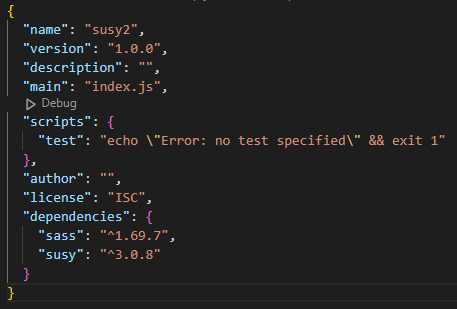 {
"name": "susy2",
"version": "1.0.0",
"description": "",
"main": "index.js",
Debug
"scripts": {
"test": "echo \"Error: no test specified\" && exit 1"
},
"author": "",
"license": "ISC",
"dependencies": {
"sass": "^1.69.7",
"susy": "^3.0.8"
}
}